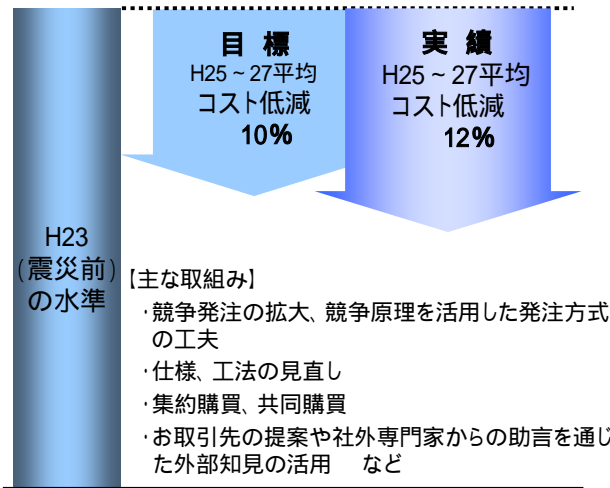 目 標
H25～27平均
コスト低減
10%
実 績
H25～27平均
コスト低減
12%
H23
(震災前)
の水準
【主な取組み】
・競争発注の拡大、競争原理を活用した発注方式
の工夫
・仕様、工法の見直し
・集約購買、共同購買
・お取引先の提案や社外専門家からの助言を通じ
た外部知見の活用　など